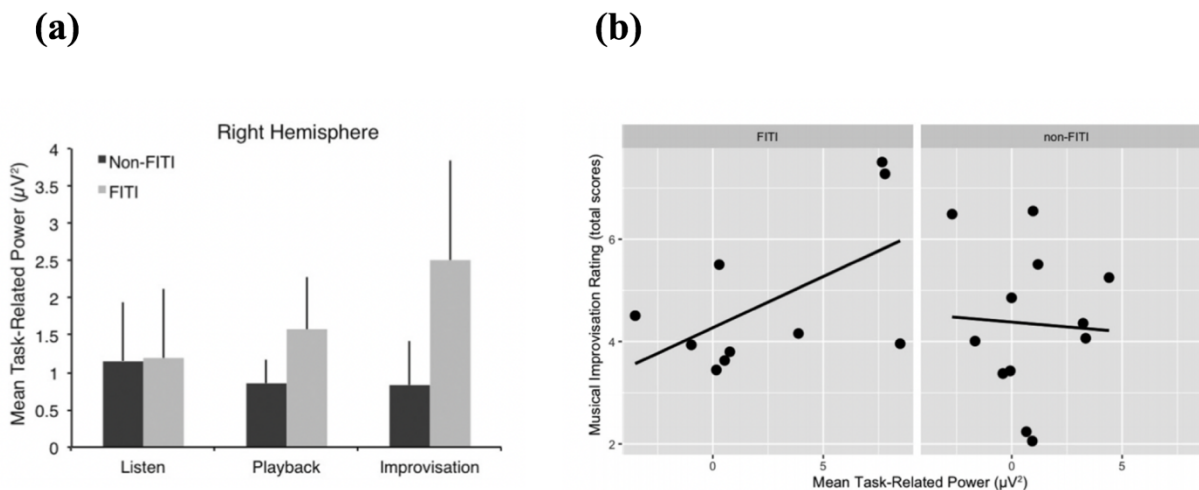 (a)
Right Hemisphere
Mean Task-Related Power (µV²)
4
3.5
3
2.5
2
1.5
1
0.5
0
Non-FITI
FITI
Listen Playback Improvisation
(b)
FITI non-FITI
Musical Improvisation Rating (total scores)
6
4
2
0 5 0 5
Mean Task-Related Power (µV²)